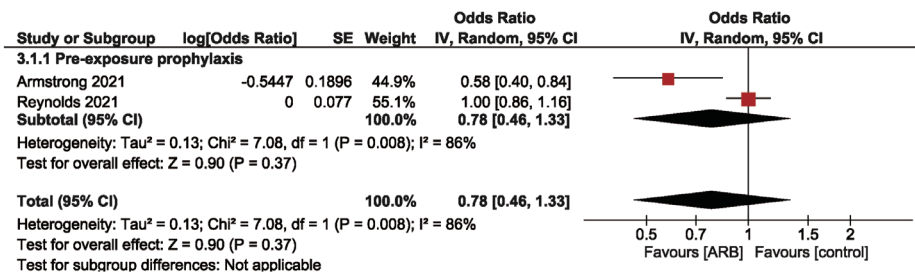 Odds Ratio Odds Ratio
Study or Subgroup log[Odds Ratio] SE Weight IV, Random, 95% CI IV, Random, 95% CI
3.1.1 Pre-exposure prophylaxis
Armstrong 2021 -0.5447 0.1896 44.9% 0.58 [0.40, 0.84]
Reynolds 2021 0 0.077 55.1% 1.00 [0.86, 1.16]
Subtotal (95% CI) 100.0% 0.78 [0.46, 1.33]
Heterogeneity: Tau² = 0.13; Chi² = 7.08, df = 1 (P = 0.008); I² = 86%
Test for overall effect: Z = 0.90 (P = 0.37)
Total (95% CI) 100.0% 0.78 [0.46, 1.33]
Heterogeneity: Tau² = 0.13; Chi² = 7.08, df = 1 (P = 0.008); I² = 86%
Test for overall effect: Z = 0.90 (P = 0.37)
Test for subgroup differences: Not applicable
0.5 0.7 1 1.5 2
Favours [ARB] Favours [control]